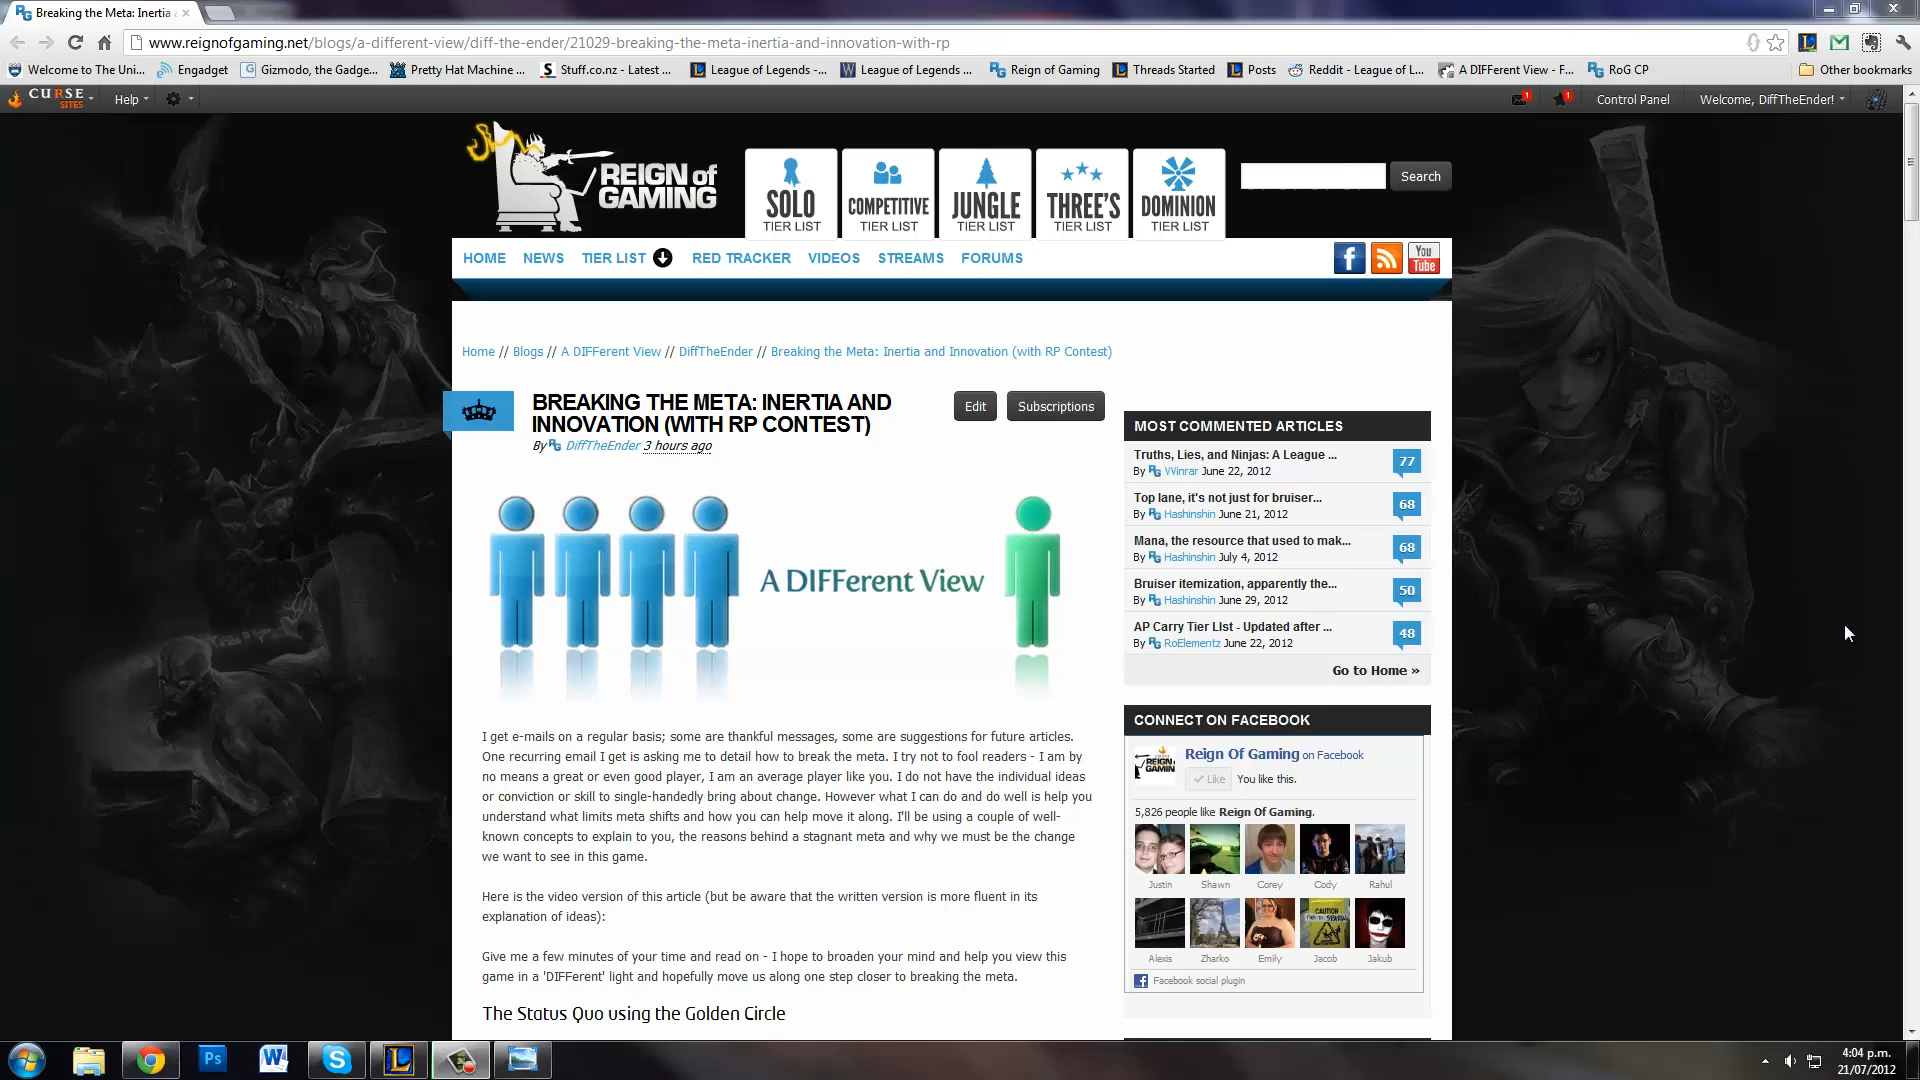 Breaking the Meta: Inertia
www.reignofgaming.net/blogs/a-different-view/diff-the-ender/21029-breaking-the-meta-inertia-and-innovation-with-rp
Welcome to The Uni... Engadget Gizmodo, the Gadge... Pretty Hat Machine ... Stuff.co.nz - Latest ... League of Legends -... League of Legends ... Reign of Gaming Threads Started Posts Reddit - League of L... A DIFFerent View - F... RoG CP Other bookmarks
CURSE SITES Help 1 1 Control Panel Welcome, DiffTheEnder!
REIGN of GAMING
SOLO TIER LIST
COMPETITIVE TIER LIST
JUNGLE TIER LIST
THREE'S TIER LIST
DOMINION TIER LIST
Search
HOME NEWS TIER LIST RED TRACKER VIDEOS STREAMS FORUMS
You Tube
Home // Blogs // A DIFFerent View // DiffTheEnder // Breaking the Meta: Inertia and Innovation (with RP Contest)
BREAKING THE META: INERTIA AND
INNOVATION (WITH RP CONTEST)
By DiffTheEnder 3 hours ago
Edit Subscriptions
A DIFFerent View
I get e-mails on a regular basis; some are thankful messages, some are suggestions for future articles.
One recurring email I get is asking me to detail how to break the meta. I try not to fool readers - I am by
no means a great or even good player, I am an average player like you. I do not have the individual ideas
or conviction or skill to single-handedly bring about change. However what I can do and do well is help you
understand what limits meta shifts and how you can help move it along. I'll be using a couple of well-
known concepts to explain to you, the reasons behind a stagnant meta and why we must be the change
we want to see in this game.
Here is the video version of this article (but be aware that the written version is more fluent in its
explanation of ideas):
Give me a few minutes of your time and read on - I hope to broaden your mind and help you view this
game in a 'DIFFerent' light and hopefully move us along one step closer to breaking the meta.
The Status Quo using the Golden Circle
MOST COMMENTED ARTICLES
Truths, Lies, and Ninjas: A League ... 77
By VVinrar June 22, 2012
Top lane, it's not just for bruiser... 68
By Hashinshin June 21, 2012
Mana, the resource that used to mak... 68
By Hashinshin July 4, 2012
Bruiser itemization, apparently the... 50
By Hashinshin June 29, 2012
AP Carry Tier LIst - Updated after ... 48
By RoElementz June 22, 2012
Go to Home »
CONNECT ON FACEBOOK
Reign Of Gaming on Facebook
Like You like this.
5,826 people like Reign Of Gaming.
Justin Shawn Corey Cody Rahul
Alexis Zharko Emily Jacob Jakub
Facebook social plugin
4:04 p.m.
21/07/2012